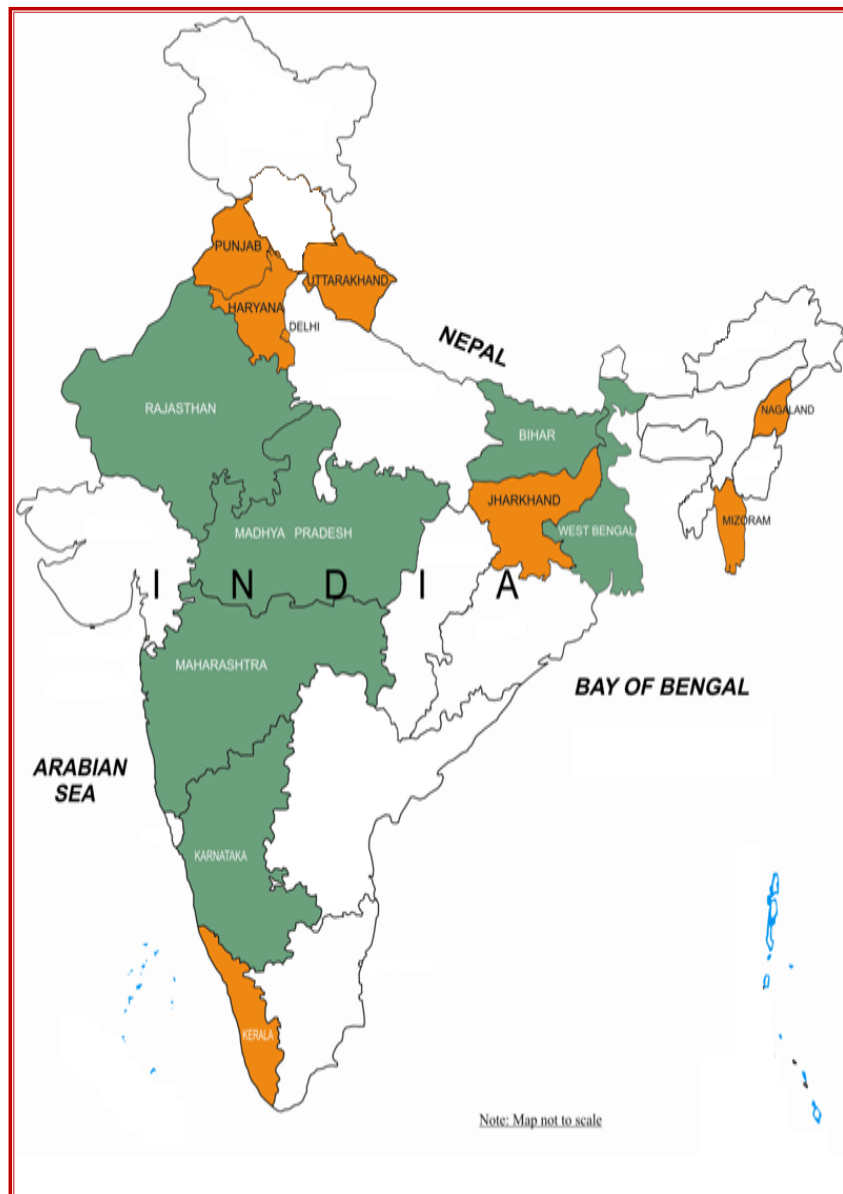 PUNJAB
UTTARAKHAND
HARYANA
DELHI
NEPAL
RAJASTHAN
NAGALAND
BIHAR
JHARKHAND
MIZORAM
MADHYA PRADESH
WEST BENGAL
I N D I A
MAHARASHTRA
BAY OF BENGAL
ARABIAN
SEA
KARNATAKA
KERALA
Note: Map not to scale